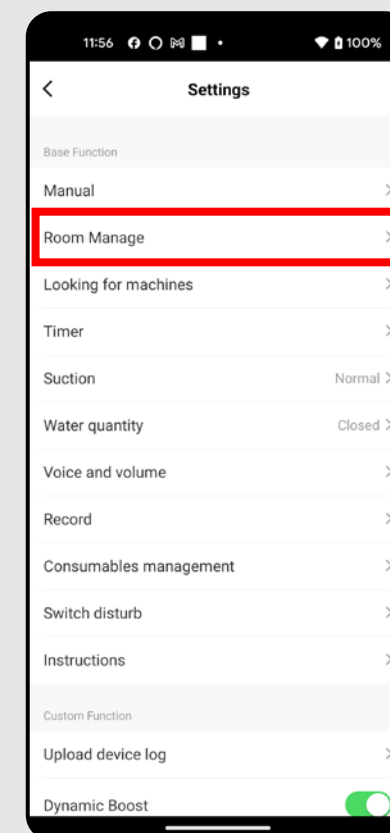 11:56 100%
Settings
Base Function
Manual
Room Manage
Looking for machines
Timer
Suction Normal
Water quantity Closed
Voice and volume
Record
Consumables management
Switch disturb
Instructions
Custom Function
Upload device log
Dynamic Boost